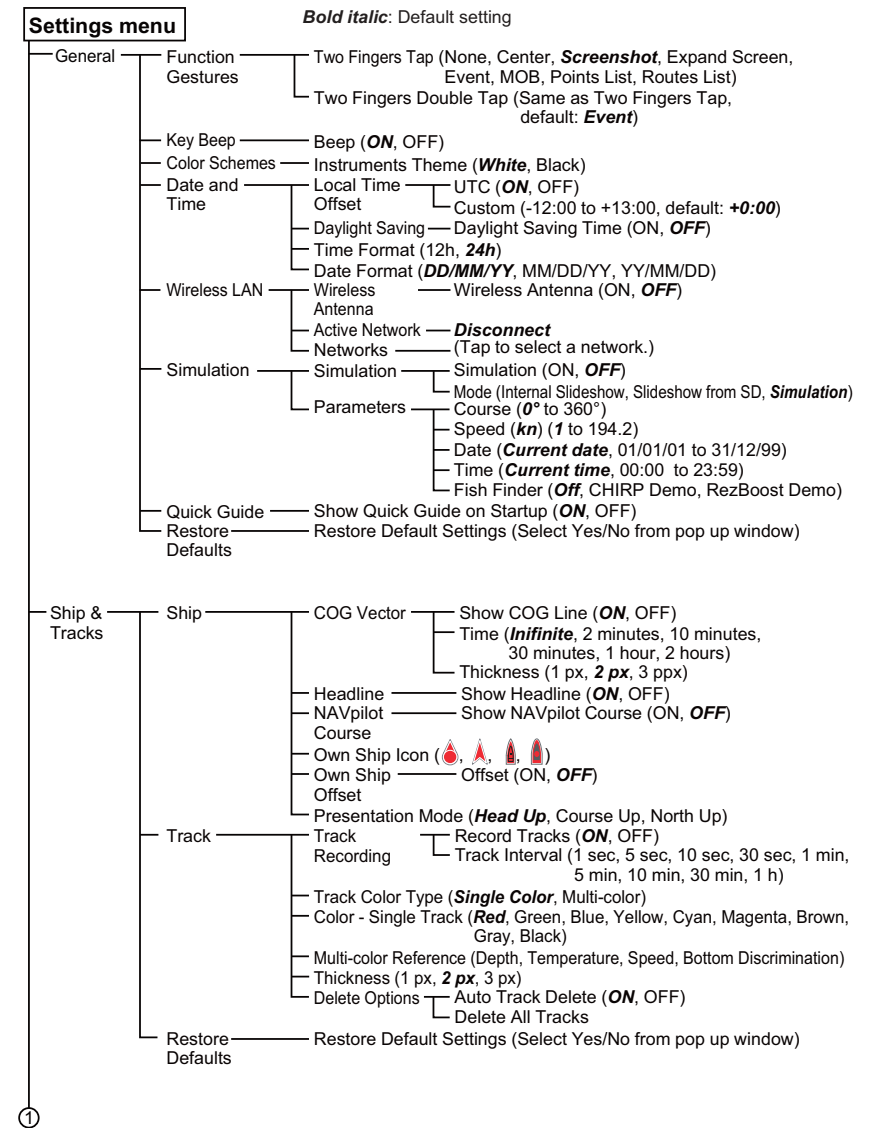 Settings menu
Bold italic: Default setting
General
Function
Gestures
Two Fingers Tap (None, Center, Screenshot, Expand Screen,
Event, MOB, Points List, Routes List)
Two Fingers Double Tap (Same as Two Fingers Tap,
default: Event)
Key Beep
Beep (ON, OFF)
Color Schemes
Instruments Theme (White, Black)
Date and
Time
Local Time
Offset
UTC (ON, OFF)
Custom (-12:00 to +13:00, default: +0:00)
Daylight Saving
Daylight Saving Time (ON, OFF)
Time Format (12h, 24h)
Date Format (DD/MM/YY, MM/DD/YY, YY/MM/DD)
Wireless LAN
Wireless
Antenna
Wireless Antenna (ON, OFF)
Active Network
Disconnect
Networks
(Tap to select a network.)
Simulation
Simulation
Simulation (ON, OFF)
Mode (Internal Slideshow, Slideshow from SD, Simulation)
Parameters
Course (0° to 360°)
Speed (kn) (1 to 194.2)
Date (Current date, 01/01/01 to 31/12/99)
Time (Current time, 00:00 to 23:59)
Fish Finder (Off, CHIRP Demo, RezBoost Demo)
Quick Guide
Show Quick Guide on Startup (ON, OFF)
Restore
Defaults
Restore Default Settings (Select Yes/No from pop up window)
Ship &
Tracks
Ship
COG Vector
Show COG Line (ON, OFF)
Time (Inifinite, 2 minutes, 10 minutes,
30 minutes, 1 hour, 2 hours)
Thickness (1 px, 2 px, 3 ppx)
Headline
Show Headline (ON, OFF)
NAVpilot
Course
Show NAVpilot Course (ON, OFF)
Own Ship Icon ( , , , )
Own Ship
Offset
Offset (ON, OFF)
Presentation Mode (Head Up, Course Up, North Up)
Track
Track
Recording
Record Tracks (ON, OFF)
Track Interval (1 sec, 5 sec, 10 sec, 30 sec, 1 min,
5 min, 10 min, 30 min, 1 h)
Track Color Type (Single Color, Multi-color)
Color - Single Track (Red, Green, Blue, Yellow, Cyan, Magenta, Brown,
Gray, Black)
Multi-color Reference (Depth, Temperature, Speed, Bottom Discrimination)
Thickness (1 px, 2 px, 3 px)
Delete Options
Auto Track Delete (ON, OFF)
Delete All Tracks
Restore
Defaults
Restore Default Settings (Select Yes/No from pop up window)
①